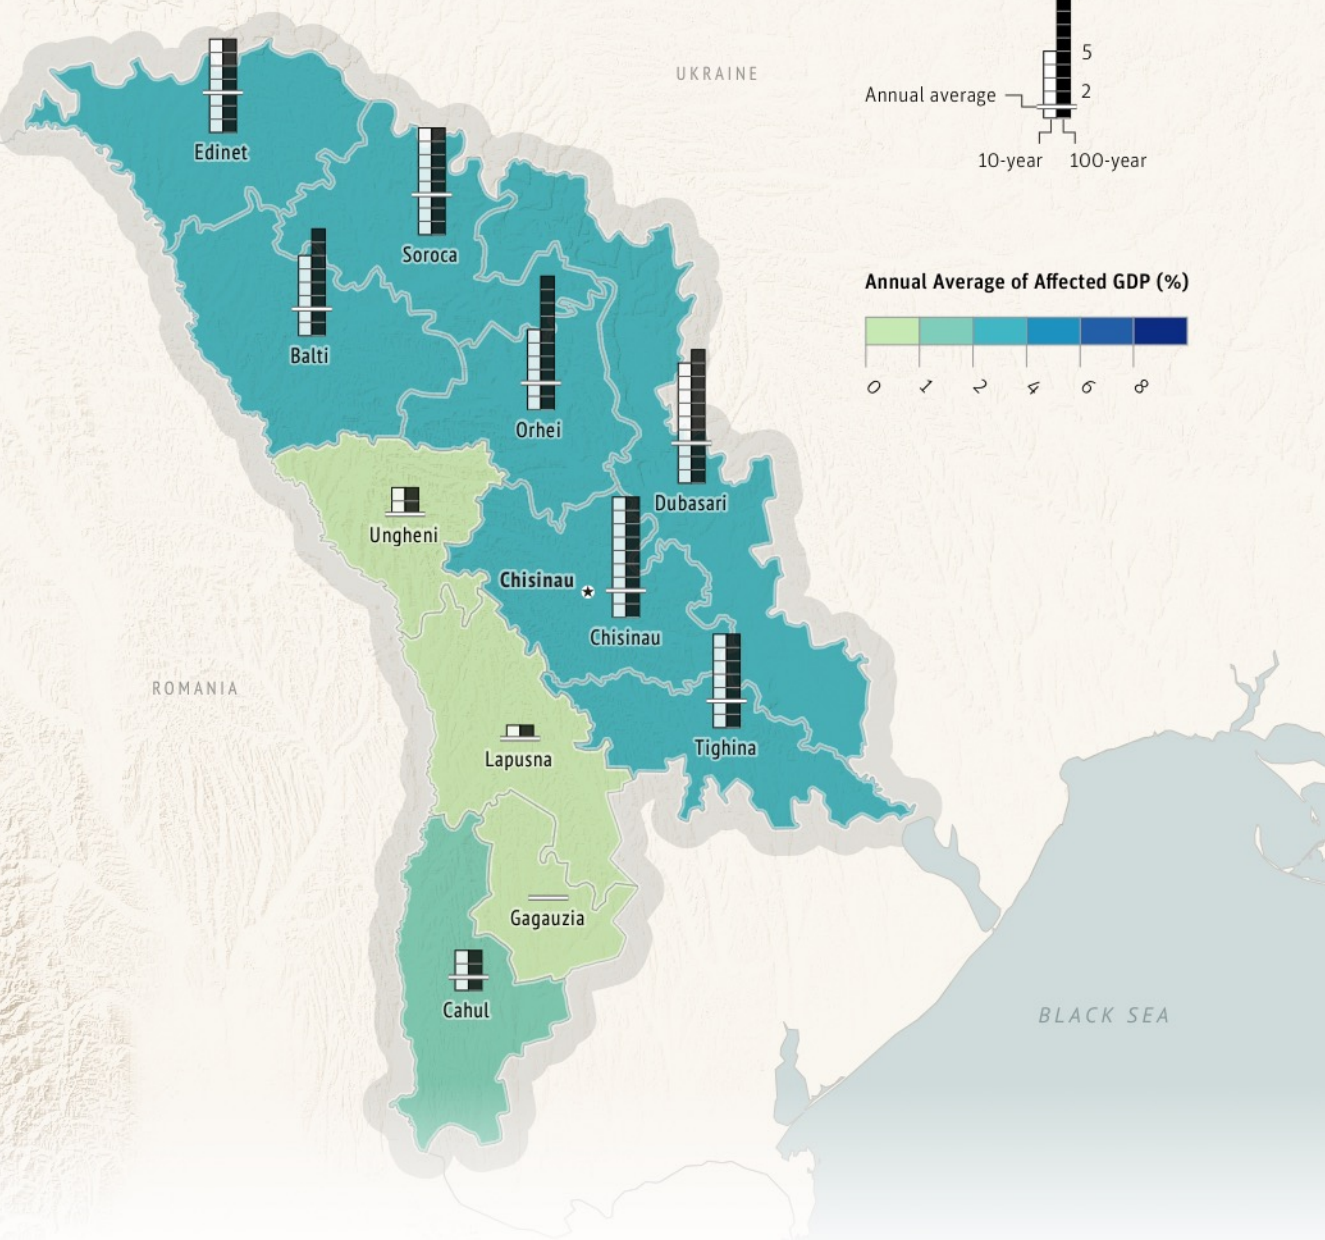 UKRAINE
5
Annual average
2
10-year
100-year
Edinet
Soroca
Annual Average of Affected GDP (%)
0
1
2
4
6
8
Balti
Orhei
Dubasari
Ungheni
Chisinau
Chisinau
ROMANIA
Tighina
Lapusna
Gagauzia
Cahul
BLACK SEA